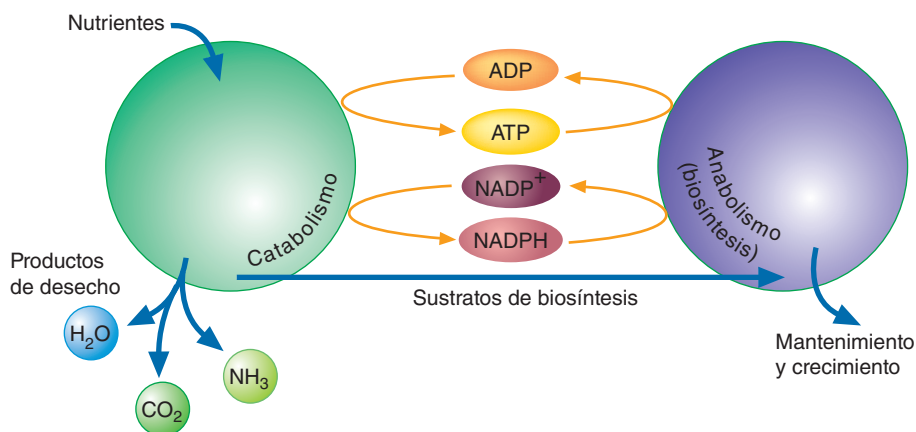 Nutrientes
ADP
ATP
NADP⁺
NADPH
Catabolismo
Anabolismo
(biosíntesis)
Sustratos de biosíntesis
Productos
de desecho
H₂O
CO₂
NH₃
Mantenimiento
y crecimiento